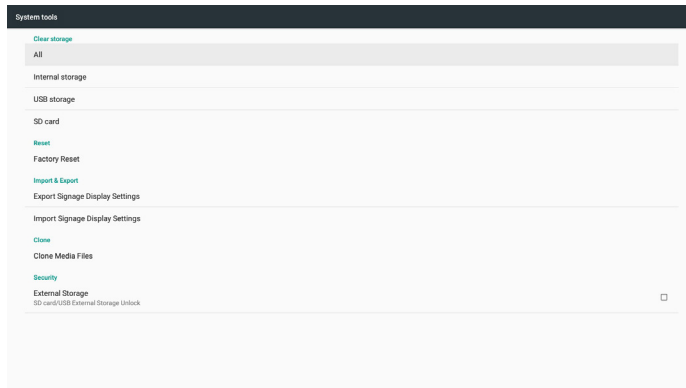 System tools
Clear storage
All
Internal storage
USB storage
SD card
Reset
Factory Reset
Import & Export
Export Signage Display Settings
Import Signage Display Settings
Clone
Clone Media Files
Security
External Storage
SD card/USB External Storage Unlock